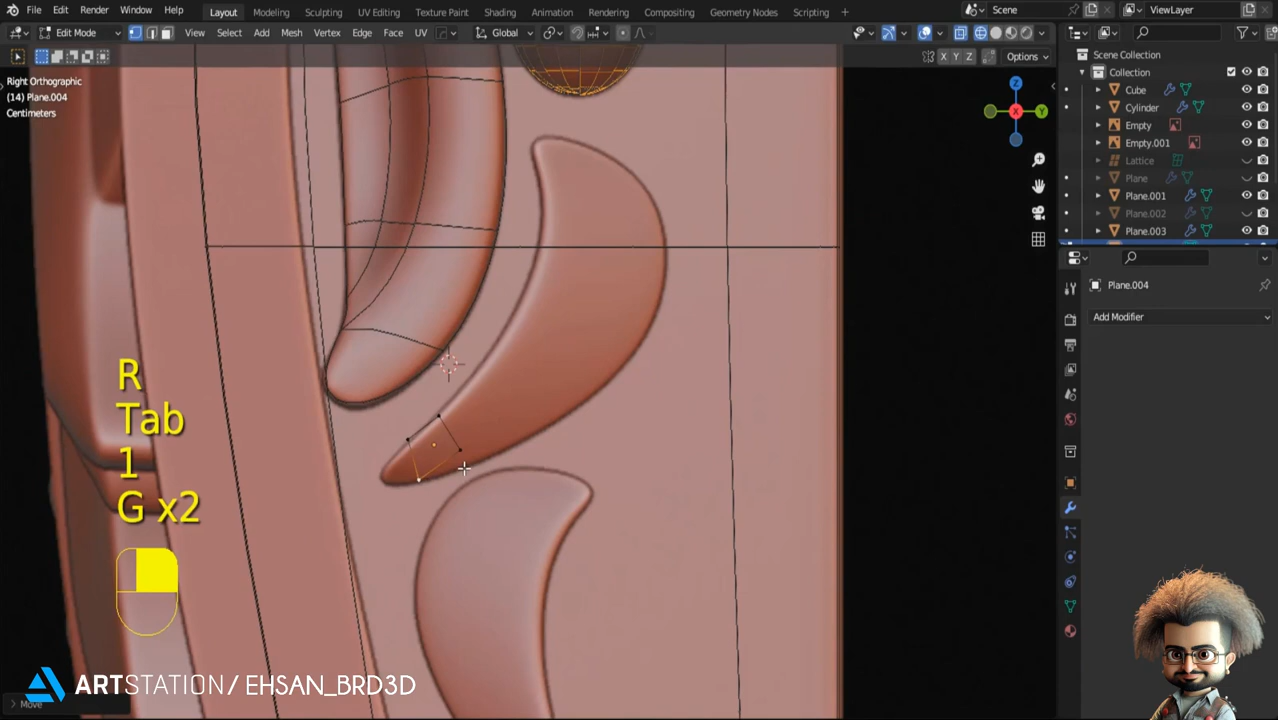 File Edit Render Window Help Layout Modeling Sculpting UV Editing Texture Paint Shading Animation Rendering Compositing Geometry Nodes Scripting + Scene ViewLayer
Edit Mode View Select Add Mesh Vertex Edge Face UV Global
X Y Z Options
Right Orthographic
(14) Plane.004
Centimeters
Z
X
Y
Scene Collection
Collection
Cube
Cylinder
Empty
Empty.001
Lattice
Plane
Plane.001
Plane.002
Plane.003
Plane.004
Add Modifier
R
Tab
1
G x2
ARTSTATION / EHSAN_BRD3D
Move